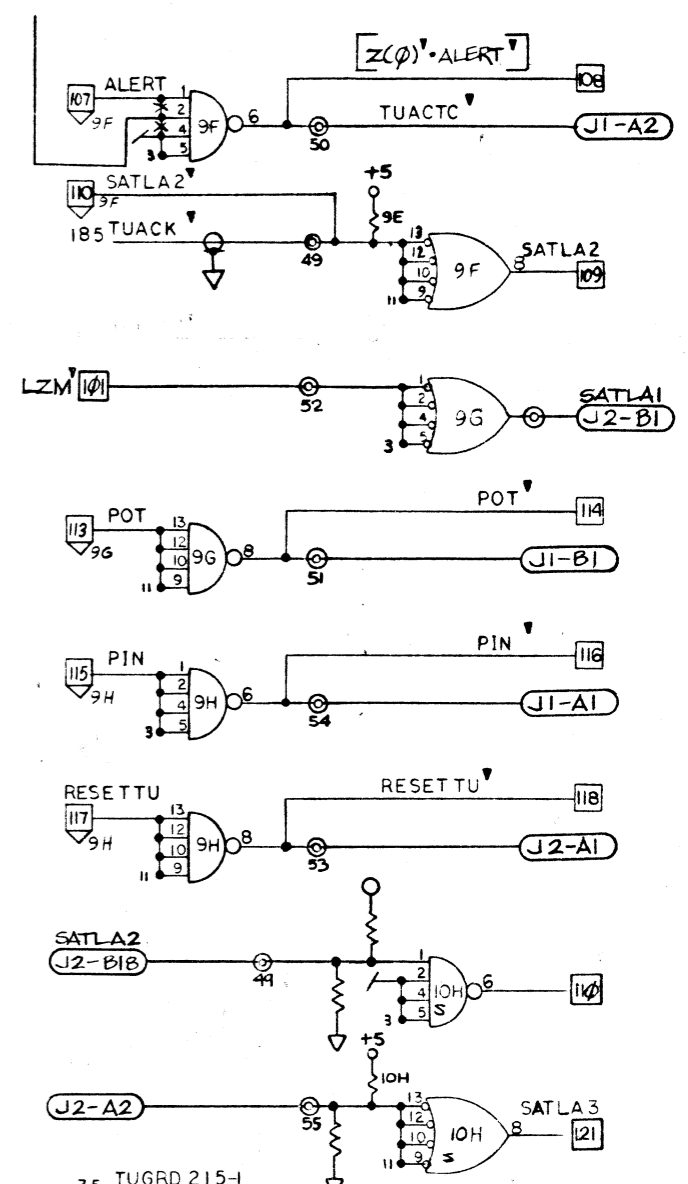 [Z(φ)▼·ALERT▼]
108
ALERT
107
9F
1
2
4
5
3
9F
6
TUACTC▼
50
J1-A2
SATLA2▼
110
9F
+5
9E
185 TUACK▼
49
13
12
10
9
11
9F
8
SATLA2
109
LZM▼ 1φ1
52
1
2
4
5
3
9G
SATLA1
J2-B1
POT▼
114
POT
113
9G
13
12
10
9
11
9G
8
51
J1-B1
PIN▼
116
PIN
115
9H
1
2
4
5
3
9H
6
54
J1-A1
RESETTU▼
118
RESETTU
117
9H
13
12
10
9
11
9H
8
53
J2-A1
SATLA2
J2-B18
49
1
2
4
5
3
10H
S
6
11φ
+5
10H
J2-A2
55
13
12
10
9
11
10H
S
8
SATLA3
121
75 TUGRD 215-1